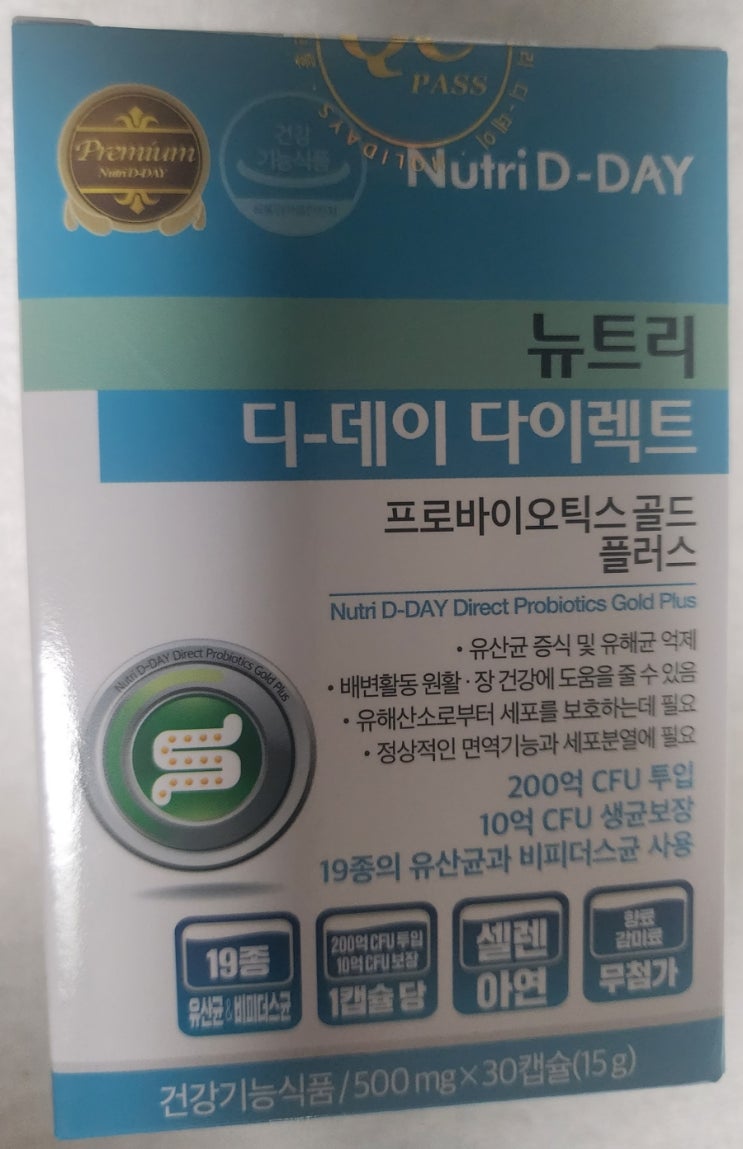 QC
PASS
HOLIDAYS
Premium
Nutri D-DAY
건강
기능식품
Nutri D-DAY
뉴트리
디-데이 다이렉트
프로바이오틱스 골드
플러스
Nutri D-DAY Direct Probiotics Gold Plus
• 유산균 증식 및 유해균 억제
• 배변활동 원활 · 장 건강에 도움을 줄 수 있음
• 유해산소로부터 세포를 보호하는데 필요
• 정상적인 면역기능과 세포분열에 필요
Nutri D-DAY Direct Probiotics Gold Plus
200억 CFU 투입
10억 CFU 생균보장
19종의 유산균과 비피더스균 사용
19종
유산균&비피더스균
200억 CFU 투입
10억 CFU 보장
1캡슐 당
셀렌
아연
향료
감미료
무첨가
건강기능식품/500 mg×30캡슐(15 g)